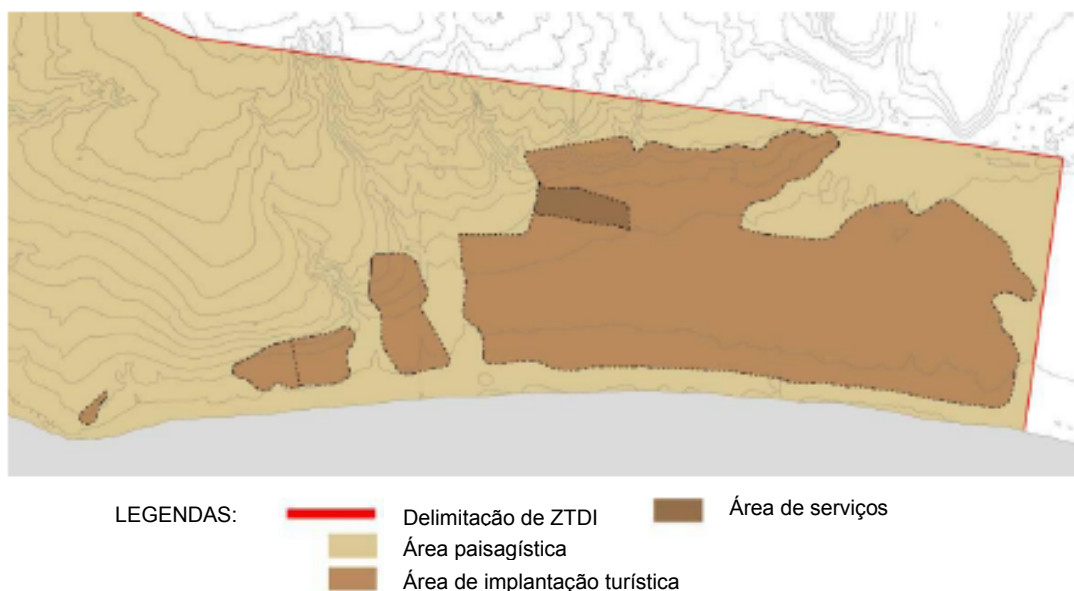 LEGENDAS:
Delimitacão de ZTDI
Área de serviços
Área paisagística
Área de implantação turística